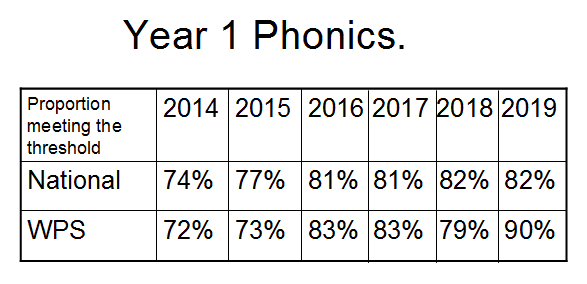 Year 1 Phonics.
Proportion meeting the threshold 2014 2015 2016 2017 2018 2019
National 74% 77% 81% 81% 82% 82%
WPS 72% 73% 83% 83% 79% 90%